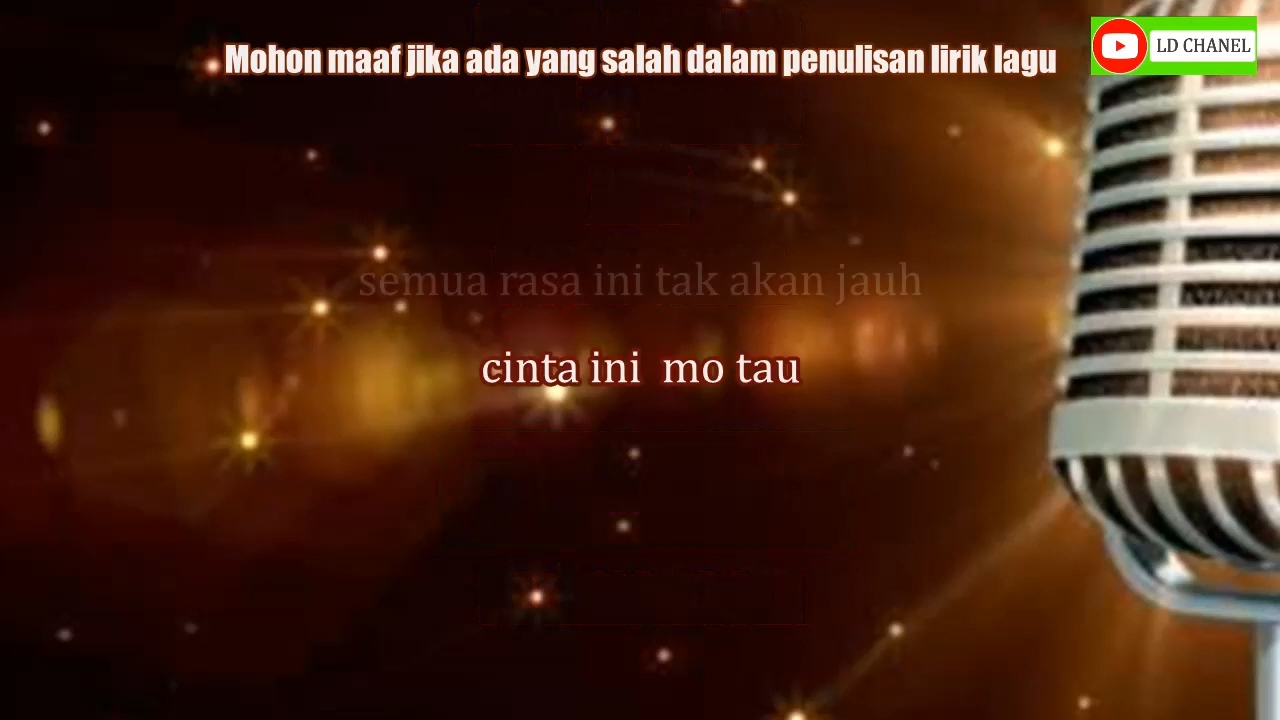 Mohon maaf jika ada yang salah dalam penulisan lirik lagu
LD CHANEL
semua rasa ini tak akan jauh
cinta ini mo tau